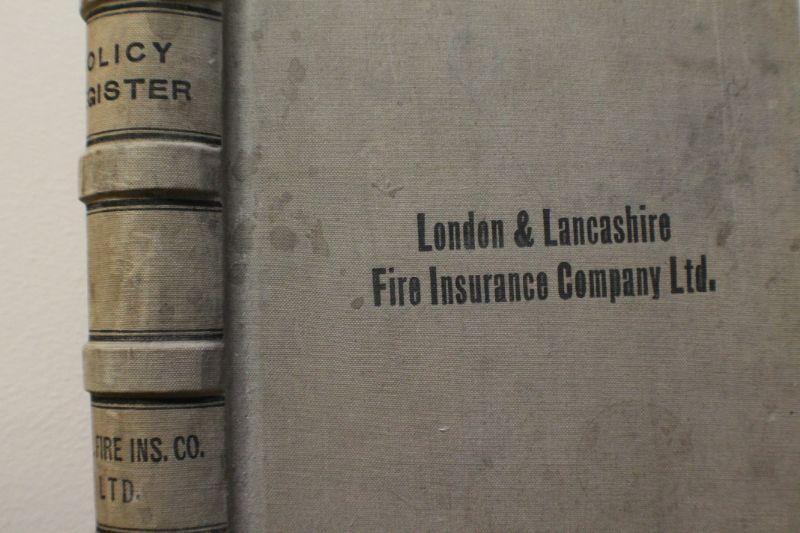 OLICY
GISTER
.FIRE INS. CO.
LTD.
London & Lancashire
Fire Insurance Company Ltd.